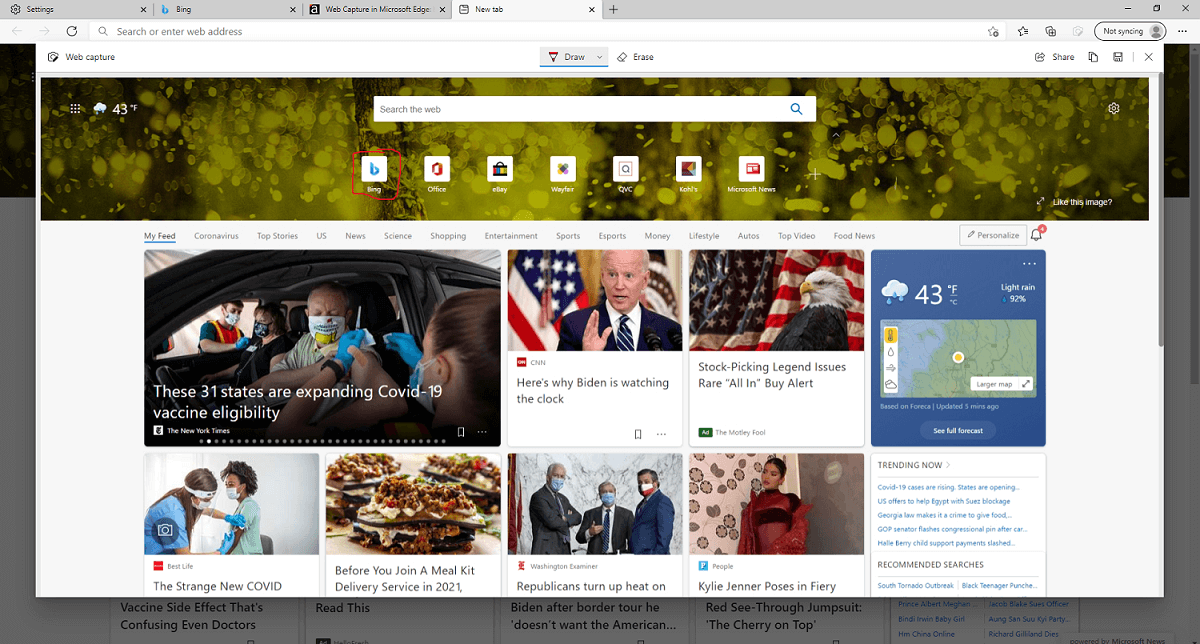 Settings
Bing
Web Capture in Microsoft Edge:
New tab
Search or enter web address
Not syncing
Web capture
Draw
Erase
Share
43 °F
Search the web
Bing
Office
eBay
Wayfair
QVC
Kohl's
Microsoft News
Like this image?
My Feed
Coronavirus
Top Stories
US
News
Science
Shopping
Entertainment
Sports
Esports
Money
Lifestyle
Autos
Top Video
Food News
Personalize
4
These 31 states are expanding Covid-19
vaccine eligibility
The New York Times
CNN
Here's why Biden is watching
the clock
Stock-Picking Legend Issues
Rare "All In" Buy Alert
Ad The Motley Fool
43 °F
°C
Light rain
92%
Larger map
Based on Foreca | Updated 5 mins ago
See full forecast
Best Life
The Strange New COVID
Before You Join A Meal Kit
Delivery Service in 2021,
Washington Examiner
Republicans turn up heat on
People
Kylie Jenner Poses in Fiery
TRENDING NOW
Covid-19 cases are rising. States are opening...
US offers to help Egypt with Suez blockage
Georgia law makes it a crime to give food,...
GOP senator flashes congressional pin after car...
Halle Berry child support payments slashed...
RECOMMENDED SEARCHES
South Tornado Outbreak
Black Teenager Punche...
Vaccine Side Effect That's
Confusing Even Doctors
Read This
Ad HelloFresh
Biden after border tour he
'doesn't want the American...
Red See-Through Jumpsuit:
'The Cherry on Top'
Prince Albert Meghan ...
Jacob Blake Sues Officer
Bindi Irwin Baby Girl
Aung San Suu Kyi Party...
Hm China Online
Richard Gilliland Dies
powered by Microsoft News